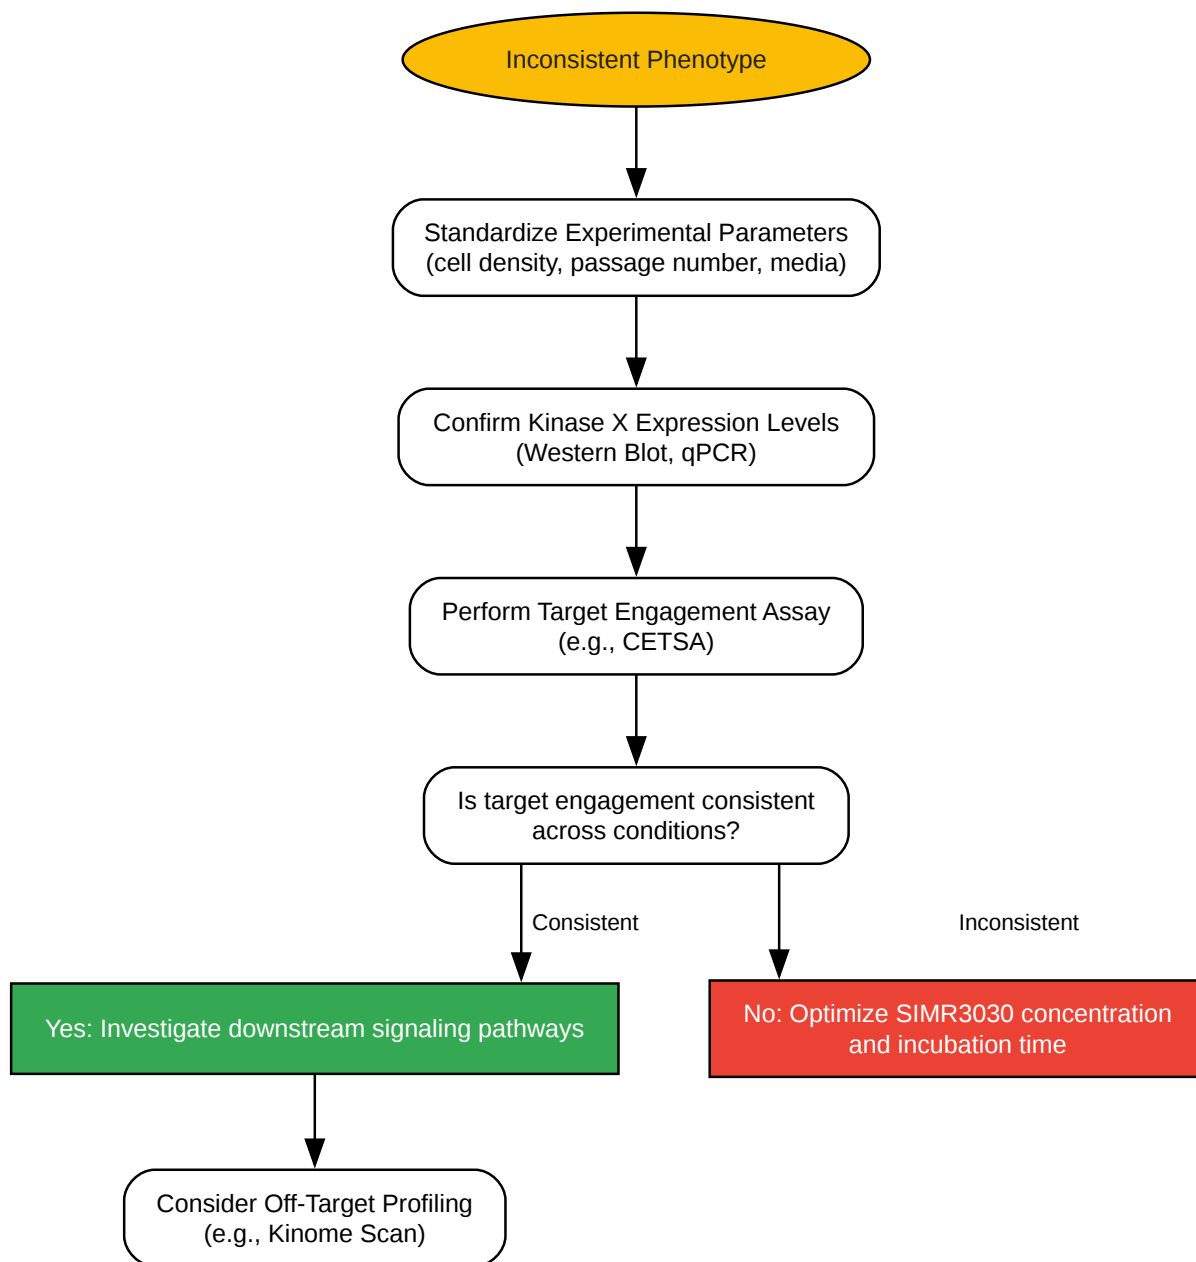 Inconsistent Phenotype
Standardize Experimental Parameters
(cell density, passage number, media)
Confirm Kinase X Expression Levels
(Western Blot, qPCR)
Perform Target Engagement Assay
(e.g., CETSA)
Is target engagement consistent
across conditions?
Consistent
Inconsistent
Yes: Investigate downstream signaling pathways
No: Optimize SIMR3030 concentration
and incubation time
Consider Off-Target Profiling
(e.g., Kinome Scan)